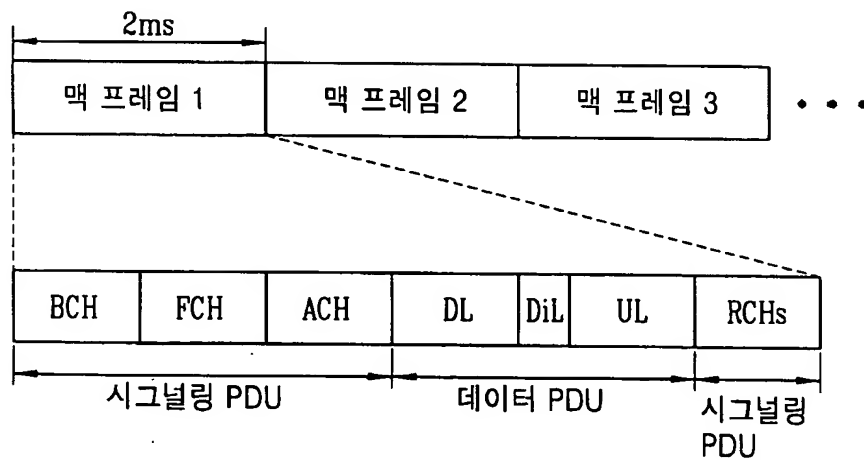 2ms
맥 프레임 1 맥 프레임 2 맥 프레임 3 • • •
BCH FCH ACH DL DiL UL RCHs
시그널링 PDU 데이터 PDU 시그널링
PDU